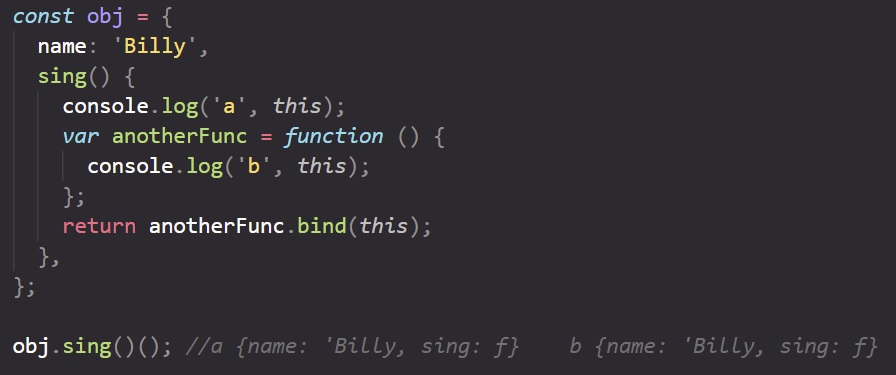 const obj = {
  name: 'Billy',
  sing() {
    console.log('a', this);
    var anotherFunc = function () {
      console.log('b', this);
    };
    return anotherFunc.bind(this);
  },
};

obj.sing()(); //a {name: 'Billy, sing: ƒ}    b {name: 'Billy, sing: ƒ}